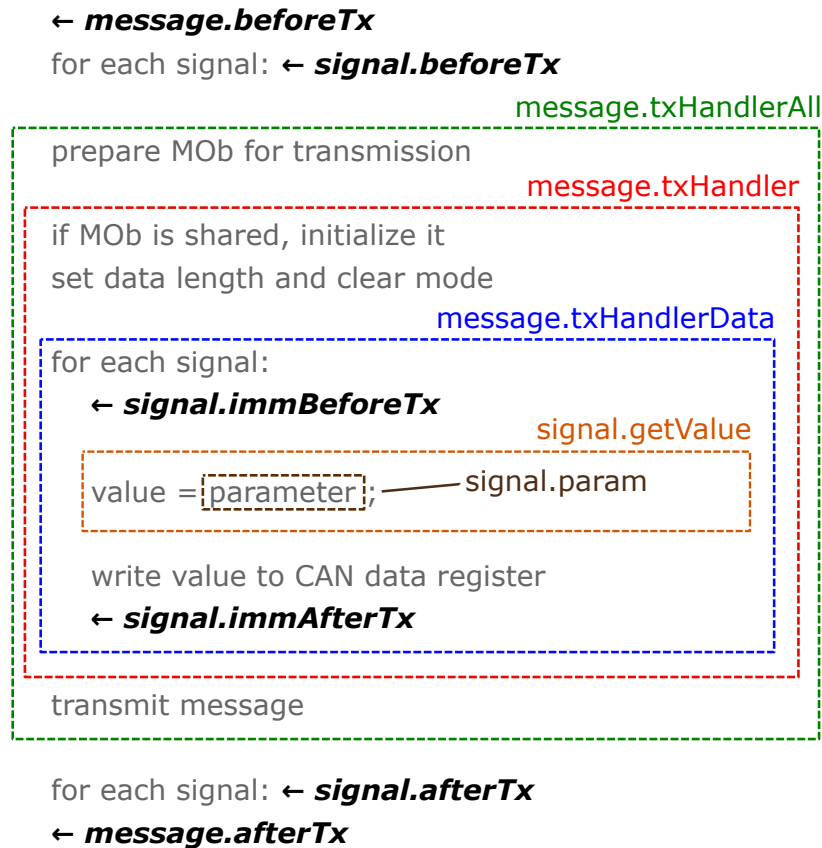 ← message.beforeTx
for each signal: ← signal.beforeTx
message.txHandlerAll
prepare MOb for transmission
message.txHandler
if MOb is shared, initialize it
set data length and clear mode
message.txHandlerData
for each signal:
← signal.immBeforeTx
signal.getValue
value = parameter ; signal.param
write value to CAN data register
← signal.immAfterTx
transmit message
for each signal: ← signal.afterTx
← message.afterTx